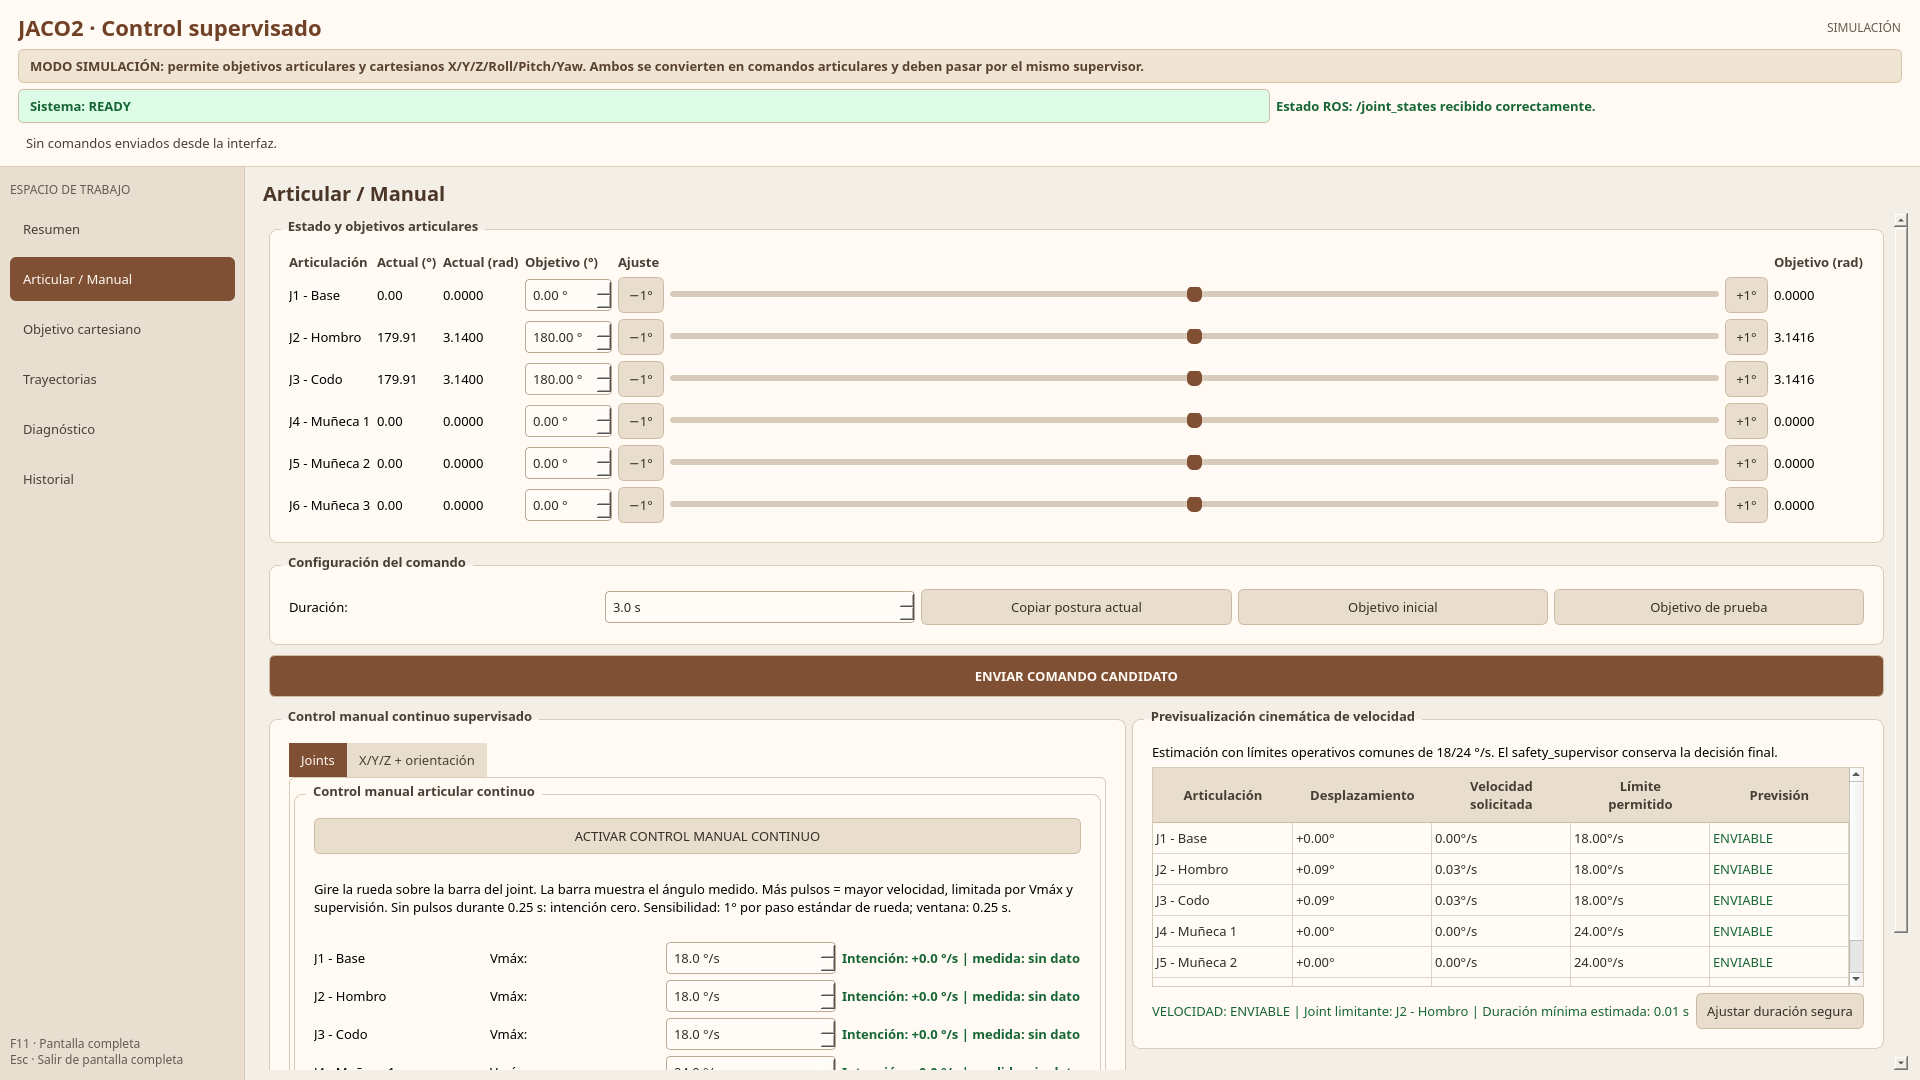 JACO2 · Control supervisado
SIMULACIÓN
MODO SIMULACIÓN: permite objetivos articulares y cartesianos X/Y/Z/Roll/Pitch/Yaw. Ambos se convierten en comandos articulares y deben pasar por el mismo supervisor.
Sistema: READY
Estado ROS: /joint_states recibido correctamente.
Sin comandos enviados desde la interfaz.
ESPACIO DE TRABAJO
Resumen
Articular / Manual
Objetivo cartesiano
Trayectorias
Diagnóstico
Historial
F11 · Pantalla completa
Esc · Salir de pantalla completa
Articular / Manual
Estado y objetivos articulares
Articulación Actual (°) Actual (rad) Objetivo (°) Ajuste Objetivo (rad)
J1 - Base 0.00 0.0000 0.00 ° −1° +1° 0.0000
J2 - Hombro 179.91 3.1400 180.00 ° −1° +1° 3.1416
J3 - Codo 179.91 3.1400 180.00 ° −1° +1° 3.1416
J4 - Muñeca 1 0.00 0.0000 0.00 ° −1° +1° 0.0000
J5 - Muñeca 2 0.00 0.0000 0.00 ° −1° +1° 0.0000
J6 - Muñeca 3 0.00 0.0000 0.00 ° −1° +1° 0.0000
Configuración del comando
Duración: 3.0 s Copiar postura actual Objetivo inicial Objetivo de prueba
ENVIAR COMANDO CANDIDATO
Control manual continuo supervisado
Joints X/Y/Z + orientación
Control manual articular continuo
ACTIVAR CONTROL MANUAL CONTINUO
Gire la rueda sobre la barra del joint. La barra muestra el ángulo medido. Más pulsos = mayor velocidad, limitada por Vmáx y
supervisión. Sin pulsos durante 0.25 s: intención cero. Sensibilidad: 1° por paso estándar de rueda; ventana: 0.25 s.
J1 - Base Vmáx: 18.0 °/s Intención: +0.0 °/s | medida: sin dato
J2 - Hombro Vmáx: 18.0 °/s Intención: +0.0 °/s | medida: sin dato
J3 - Codo Vmáx: 18.0 °/s Intención: +0.0 °/s | medida: sin dato
Previsualización cinemática de velocidad
Estimación con límites operativos comunes de 18/24 °/s. El safety_supervisor conserva la decisión final.
Articulación Desplazamiento Velocidad solicitada Límite permitido Previsión
J1 - Base +0.00° 0.00°/s 18.00°/s ENVIABLE
J2 - Hombro +0.09° 0.03°/s 18.00°/s ENVIABLE
J3 - Codo +0.09° 0.03°/s 18.00°/s ENVIABLE
J4 - Muñeca 1 +0.00° 0.00°/s 24.00°/s ENVIABLE
J5 - Muñeca 2 +0.00° 0.00°/s 24.00°/s ENVIABLE
VELOCIDAD: ENVIABLE | Joint limitante: J2 - Hombro | Duración mínima estimada: 0.01 s
Ajustar duración segura